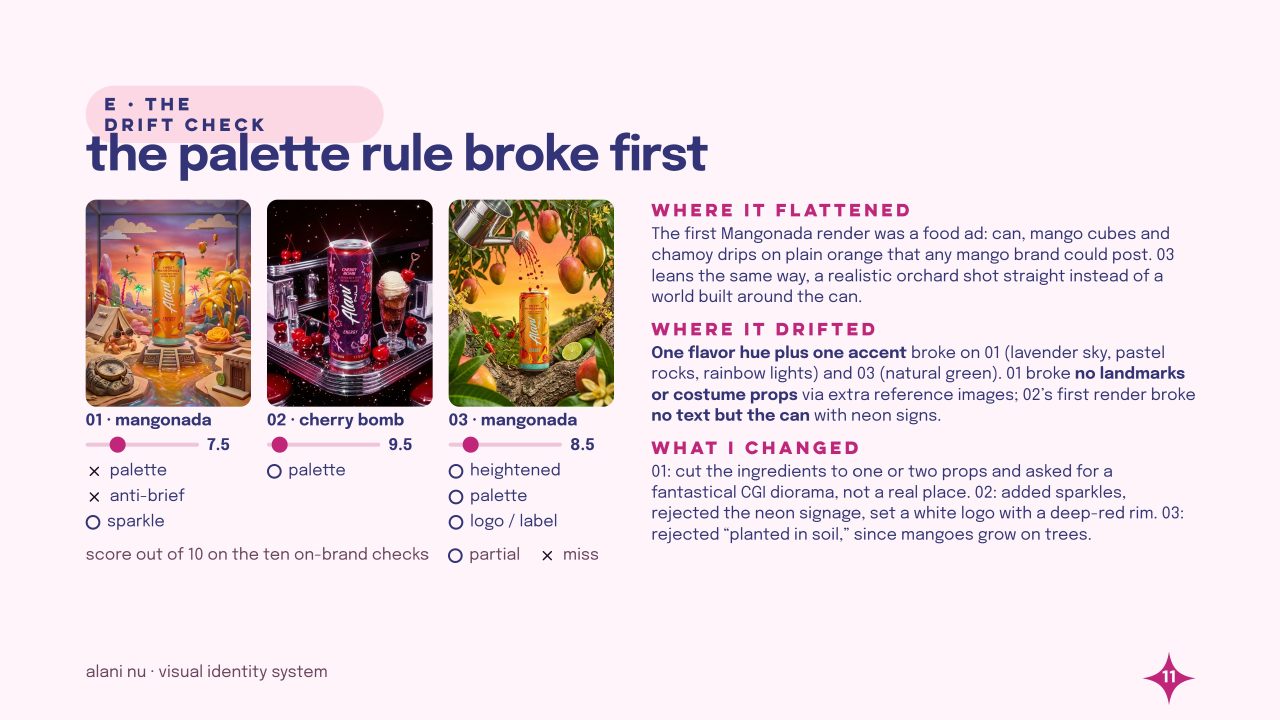 E · THE
DRIFT CHECK
the palette rule broke first
CHERRY
BOMB
Alani
ENERGY
Alani
Alani
01 · mangonada
7.5
× palette
× anti-brief
sparkle
02 · cherry bomb
9.5
palette
03 · mangonada
8.5
heightened
palette
logo / label
score out of 10 on the ten on-brand checks
partial × miss
WHERE IT FLATTENED
The first Mangonada render was a food ad: can, mango cubes and
chamoy drips on plain orange that any mango brand could post. 03
leans the same way, a realistic orchard shot straight instead of a
world built around the can.
WHERE IT DRIFTED
One flavor hue plus one accent broke on 01 (lavender sky, pastel
rocks, rainbow lights) and 03 (natural green). 01 broke no landmarks
or costume props via extra reference images; 02’s first render broke
no text but the can with neon signs.
WHAT I CHANGED
01: cut the ingredients to one or two props and asked for a
fantastical CGI diorama, not a real place. 02: added sparkles,
rejected the neon signage, set a white logo with a deep-red rim. 03:
rejected “planted in soil,” since mangoes grow on trees.
alani nu · visual identity system
11